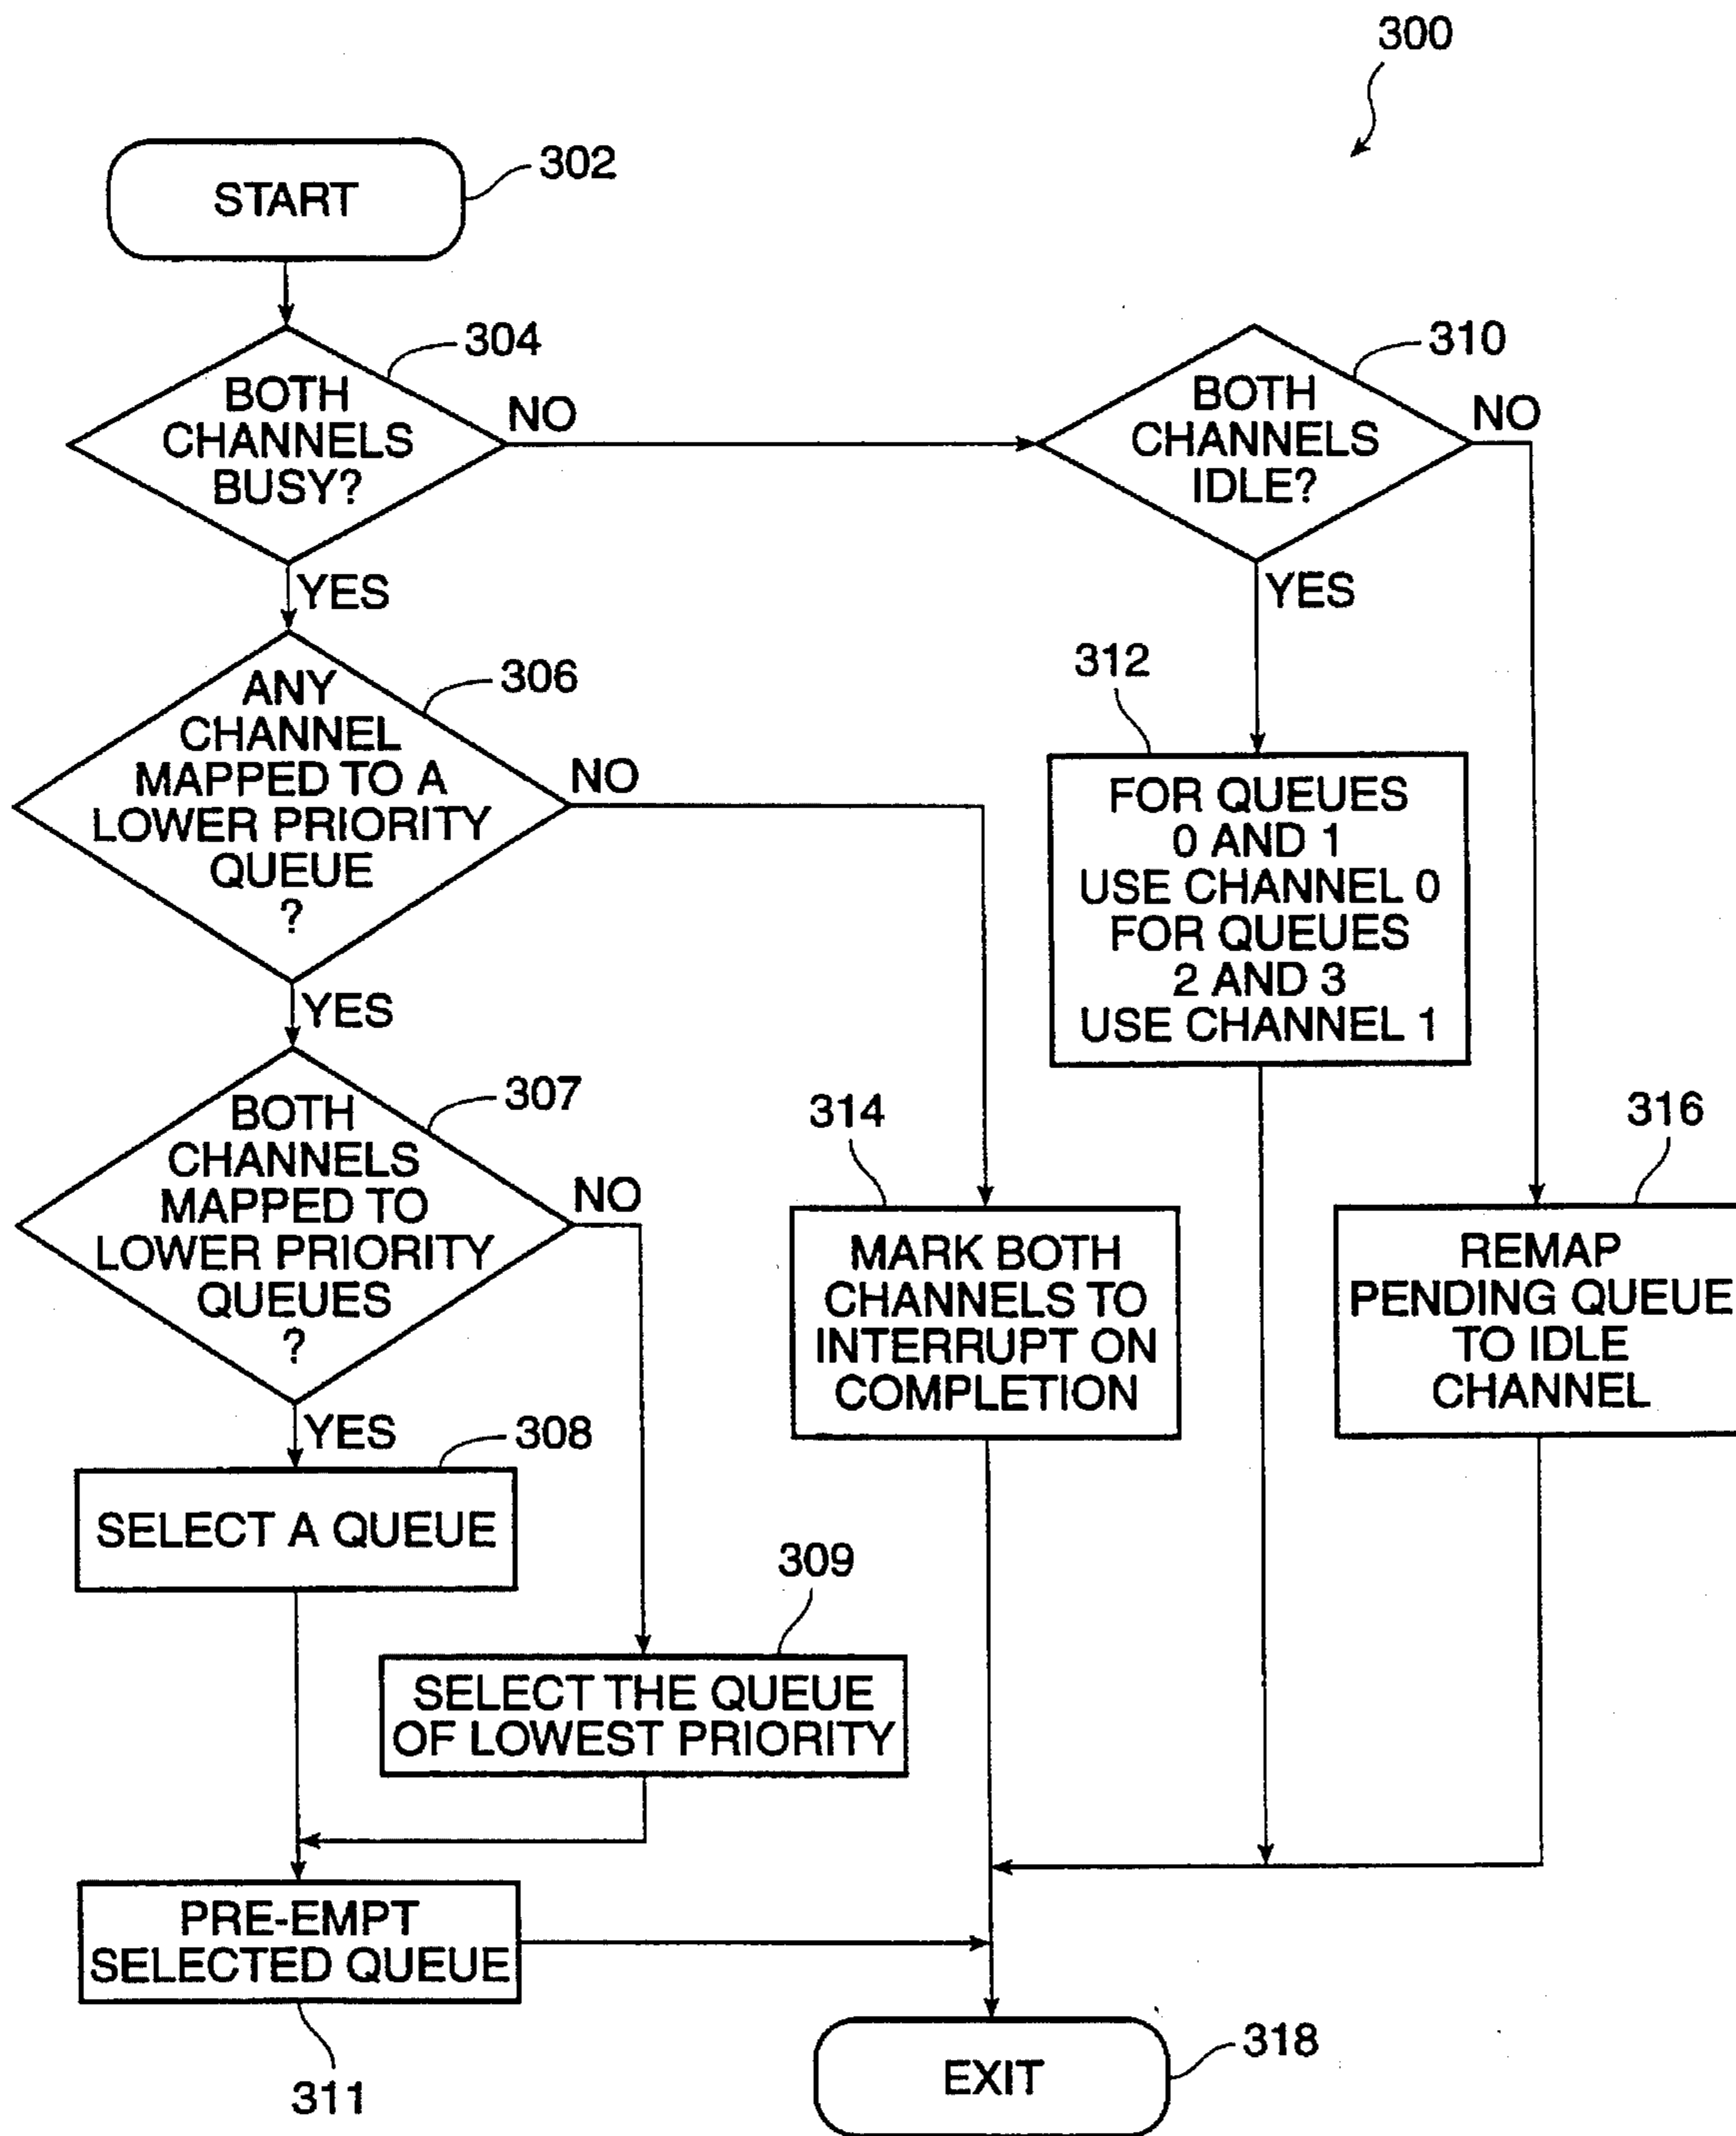 300
START
302
304
BOTH
CHANNELS
BUSY?
NO
YES
310
BOTH
CHANNELS
IDLE?
NO
YES
306
ANY
CHANNEL
MAPPED TO A
LOWER PRIORITY
QUEUE
?
NO
YES
312
FOR QUEUES
0 AND 1
USE CHANNEL 0
FOR QUEUES
2 AND 3
USE CHANNEL 1
307
BOTH
CHANNELS
MAPPED TO
LOWER PRIORITY
QUEUES
?
NO
YES
314
MARK BOTH
CHANNELS TO
INTERRUPT ON
COMPLETION
316
REMAP
PENDING QUEUE
TO IDLE
CHANNEL
308
SELECT A QUEUE
309
SELECT THE QUEUE
OF LOWEST PRIORITY
PRE-EMPT
SELECTED QUEUE
311
EXIT
318